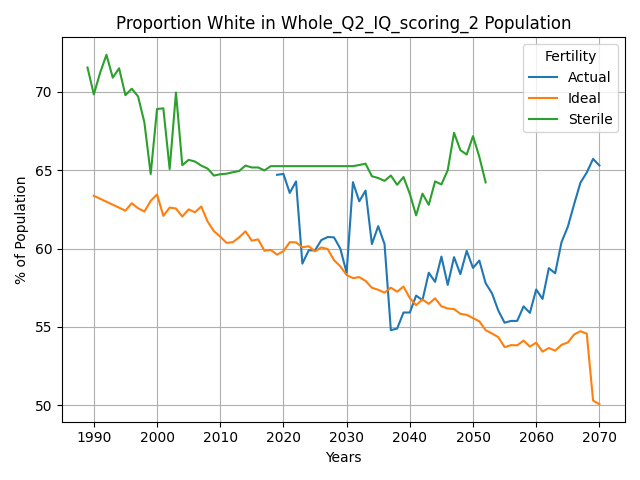 Proportion White in Whole_Q2_IQ_scoring_2 Population
Fertility
Actual
Ideal
Sterile
% of Population
70
65
60
55
50
1990 2000 2010 2020 2030 2040 2050 2060 2070
Years